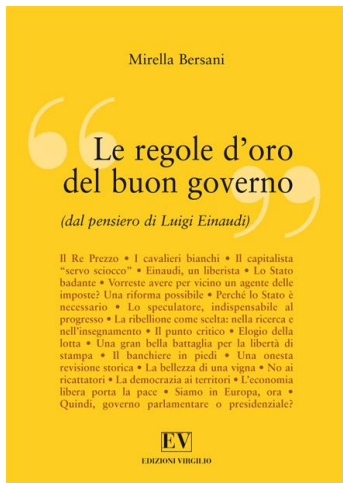 Mirella Bersani
Le regole d’oro
del buon governo
(dal pensiero di Luigi Einaudi)
Il Re Prezzo • I cavalieri bianchi • Il capitalista
“servo sciocco” • Einaudi, un liberista • Lo Stato
badante • Vorreste avere per vicino un agente delle
imposte? Una riforma possibile • Perché lo Stato è
necessario • Lo speculatore, indispensabile al
progresso • La ribellione come scelta: nella ricerca e
nell’insegnamento • Il punto critico • Elogio della
lotta • Una gran bella battaglia per la libertà di
stampa • Il banchiere in piedi • Una onesta
revisione storica • La bellezza di una vigna • No ai
ricattatori • La democrazia ai territori • L’economia
libera porta la pace • Siamo in Europa, ora •
Quindi, governo parlamentare o presidenziale?
EV
EDIZIONI VIRGILIO